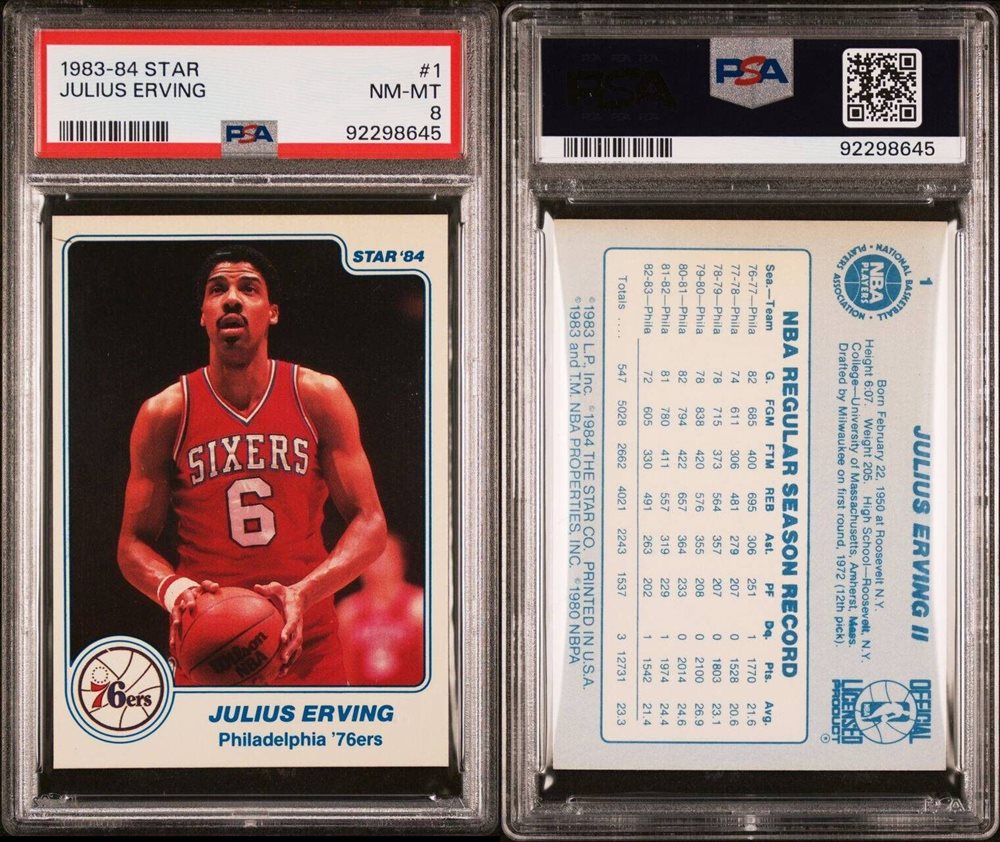 1983-84 STAR #1
JULIUS ERVING NM-MT
8
PSA 92298645
STAR '84
SIXERS
6
Wilson
NBA
76ers
JULIUS ERVING
Philadelphia '76ers
PSA
PSA
92298645
1
NATIONAL BASKETBALL PLAYERS ASSOCIATION
NBA
PLAYERS
JULIUS ERVING II
Born February 22, 1950 at Roosevelt N.Y.
Height 6:07. Weight 205. High School—Roosevelt, N.Y.
College—University of Massachusetts, Amherst, Mass.
Drafted by Milwaukee on first round, 1972 (12th pick).
OFFICIAL
LICENSED
PRODUCT
®
NBA REGULAR SEASON RECORD
Sea.—Team G. FGM FTM REB Ast. PF Dq. Pts. Avg.
76-77—Phila 82 685 400 695 306 251 1 1770 21.6
77-78—Phila 74 611 306 481 279 207 0 1528 20.6
78-79—Phila 78 715 373 564 357 207 0 1803 23.1
79-80—Phila 78 838 420 576 355 208 0 2100 26.9
80-81—Phila 82 794 422 657 364 233 0 2014 24.6
81-82—Phila 81 780 411 557 319 229 1 1974 24.4
82-83—Phila 72 605 330 491 263 202 1 1542 21.4
Totals .... 547 5028 2662 4021 2243 1537 3 12731 23.3
©1983 L.P., Inc. ©1984 THE STAR CO. PRINTED IN U.S.A.
©1983 and T.M. NBA PROPERTIES, INC. ©1980 NBPA